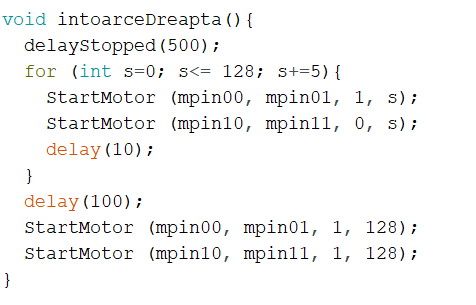 void intoarceDreapta(){
  delayStopped(500);
  for (int s=0; s<= 128; s+=5){
    StartMotor (mpin00, mpin01, 1, s);
    StartMotor (mpin10, mpin11, 0, s);
    delay(10);
  }
  delay(100);
  StartMotor (mpin00, mpin01, 1, 128);
  StartMotor (mpin10, mpin11, 1, 128);
}